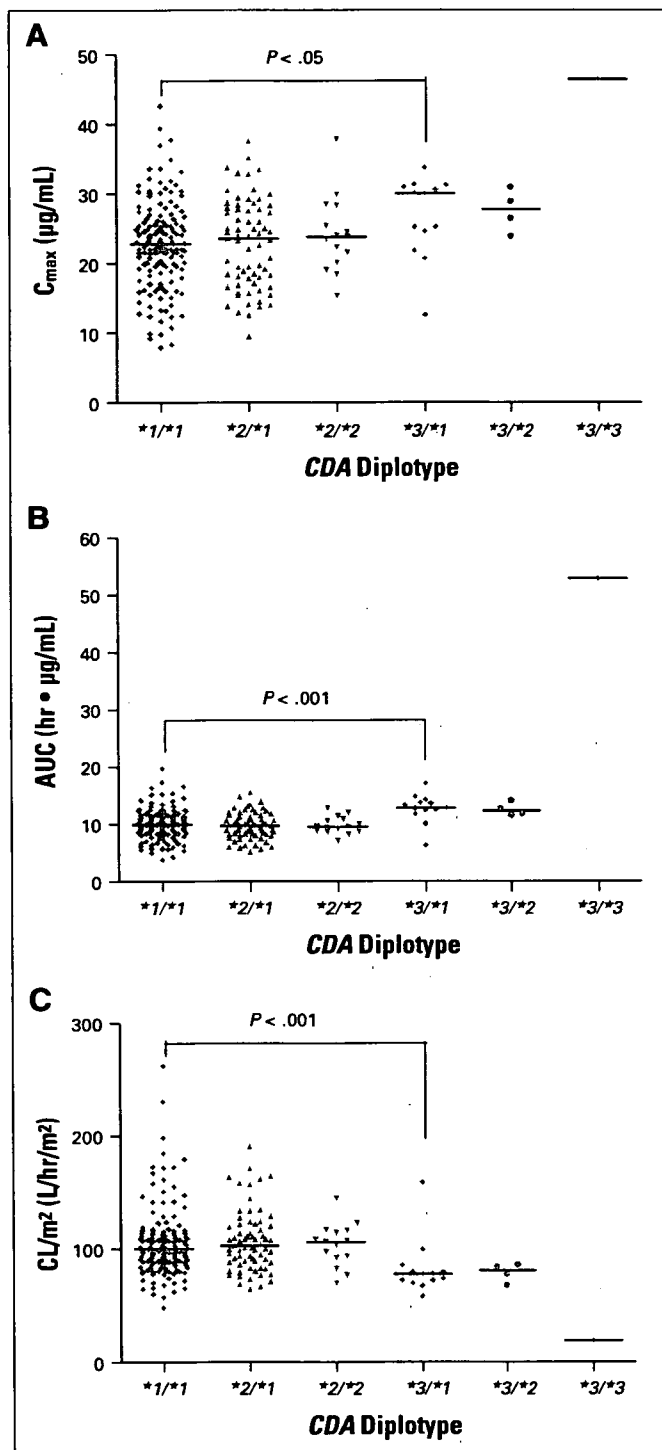 A
P < .05
50
40
30
20
10
0
Cmax (µg/mL)
*1/*1 *2/*1 *2/*2 *3/*1 *3/*2 *3/*3
CDA Diplotype
B
P < .001
60
50
40
30
20
10
0
AUC (hr • µg/mL)
*1/*1 *2/*1 *2/*2 *3/*1 *3/*2 *3/*3
CDA Diplotype
C
P < .001
300
200
100
0
CL/m² (L/hr/m²)
*1/*1 *2/*1 *2/*2 *3/*1 *3/*2 *3/*3
CDA Diplotype